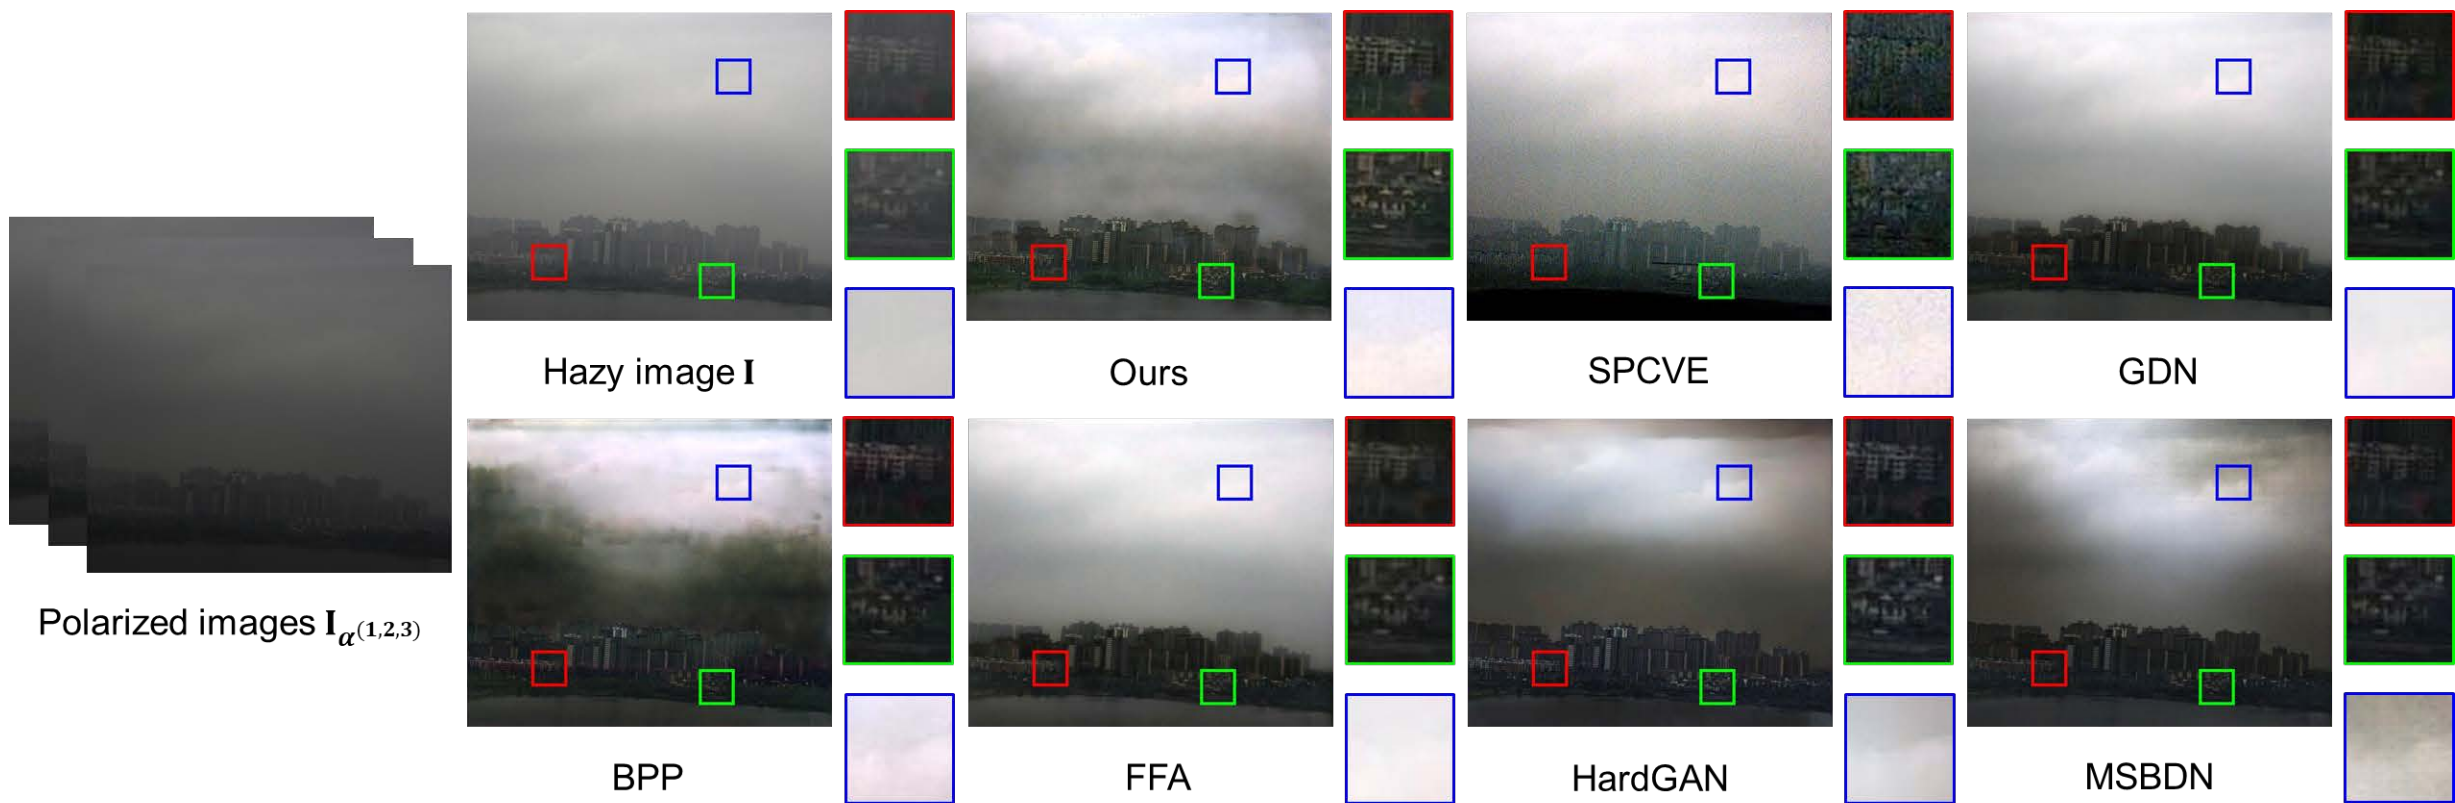 Hazy image I
Ours
SPCVE
GDN
Polarized images I_α(1,2,3)
BPP
FFA
HardGAN
MSBDN